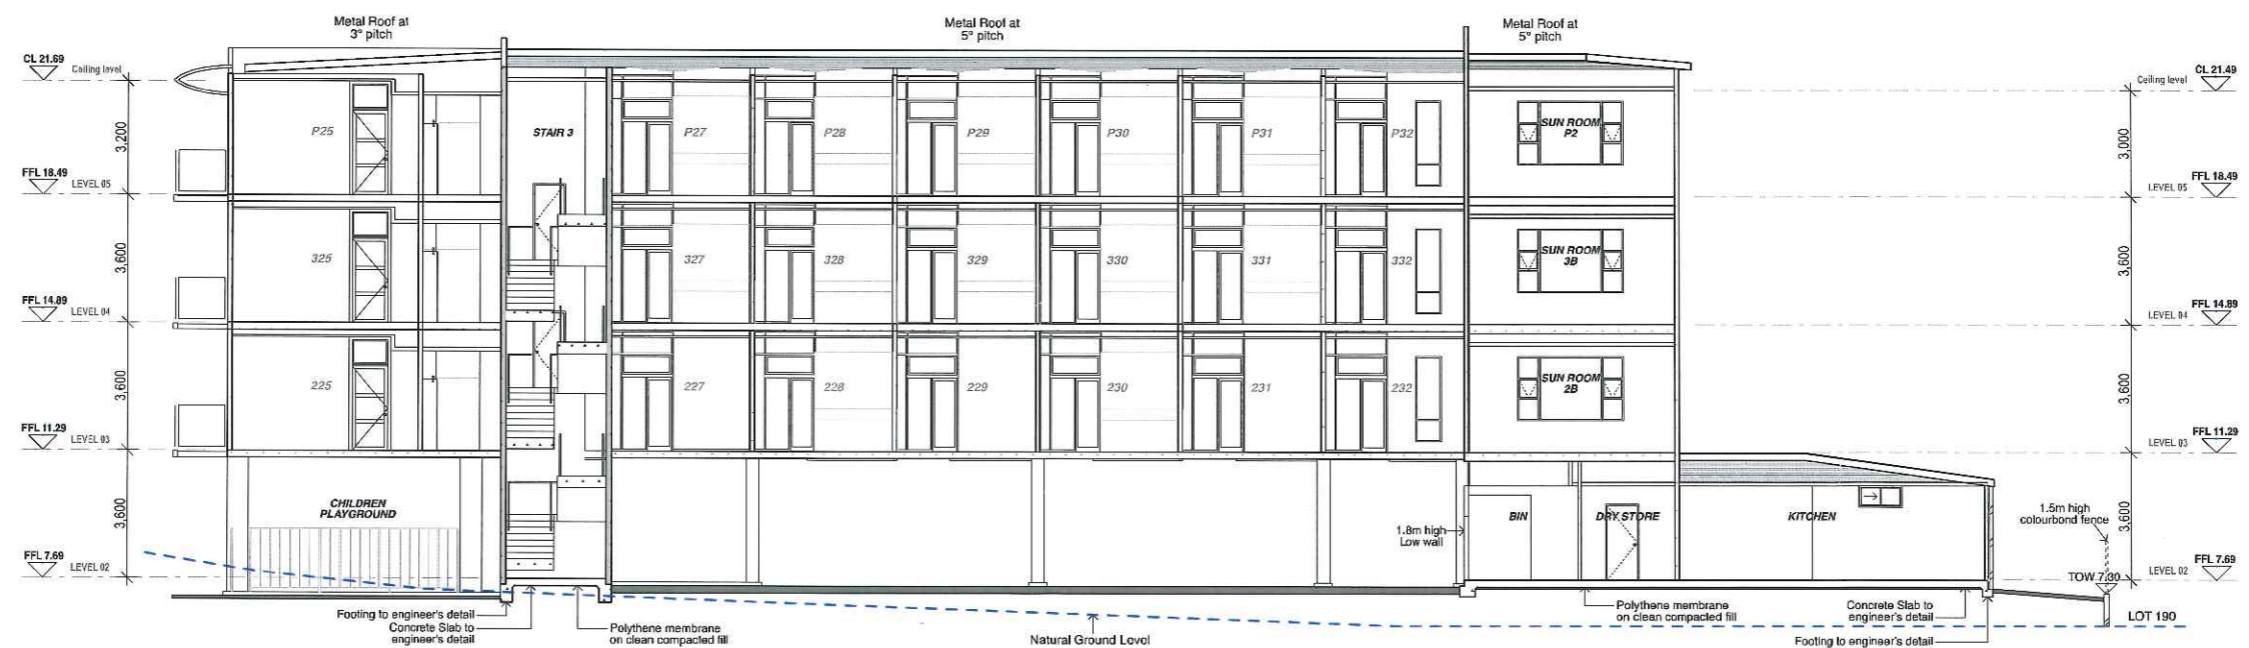 Metal Roof at
3° pitch
Metal Roof at
5° pitch
Metal Roof at
5° pitch
CL 21.69
Ceiling level
CL 21.49
Ceiling level
3,200
P25
STAIR 3
P27
P28
P29
P30
P31
P32
SUN ROOM
P2
3,000
FFL 18.49
LEVEL 05
FFL 18.49
LEVEL 05
3,600
325
327
328
329
330
331
332
SUN ROOM
3B
3,600
FFL 14.89
LEVEL 04
FFL 14.89
LEVEL 04
3,600
225
227
228
229
230
231
232
SUN ROOM
2B
3,600
FFL 11.29
LEVEL 03
FFL 11.29
LEVEL 03
3,600
CHILDREN
PLAYGROUND
1.8m high
Low wall
BIN
DRY STORE
KITCHEN
1.5m high
colourbond fence
3,600
FFL 7.69
LEVEL 02
FFL 7.69
LEVEL 02
TOW 7.30
Footing to engineer's detail
Concrete Slab to
engineer's detail
Polythene membrane
on clean compacted fill
Natural Ground Level
Polythene membrane
on clean compacted fill
Concrete Slab to
engineer's detail
Footing to engineer's detail
LOT 190